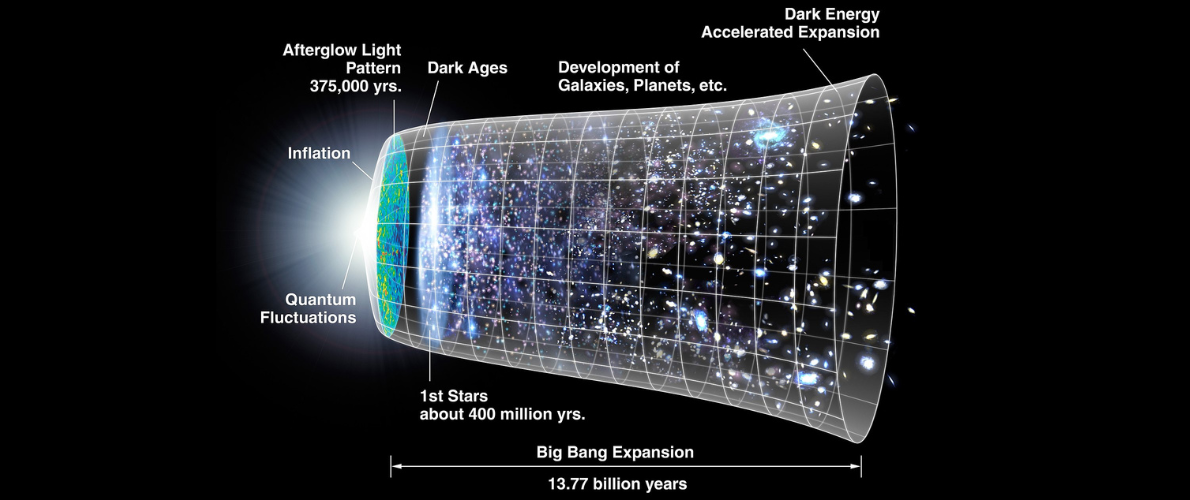 Dark Energy
Accelerated Expansion
Afterglow Light
Pattern
375,000 yrs.
Dark Ages
Development of
Galaxies, Planets, etc.
Inflation
Quantum
Fluctuations
1st Stars
about 400 million yrs.
Big Bang Expansion
13.77 billion years